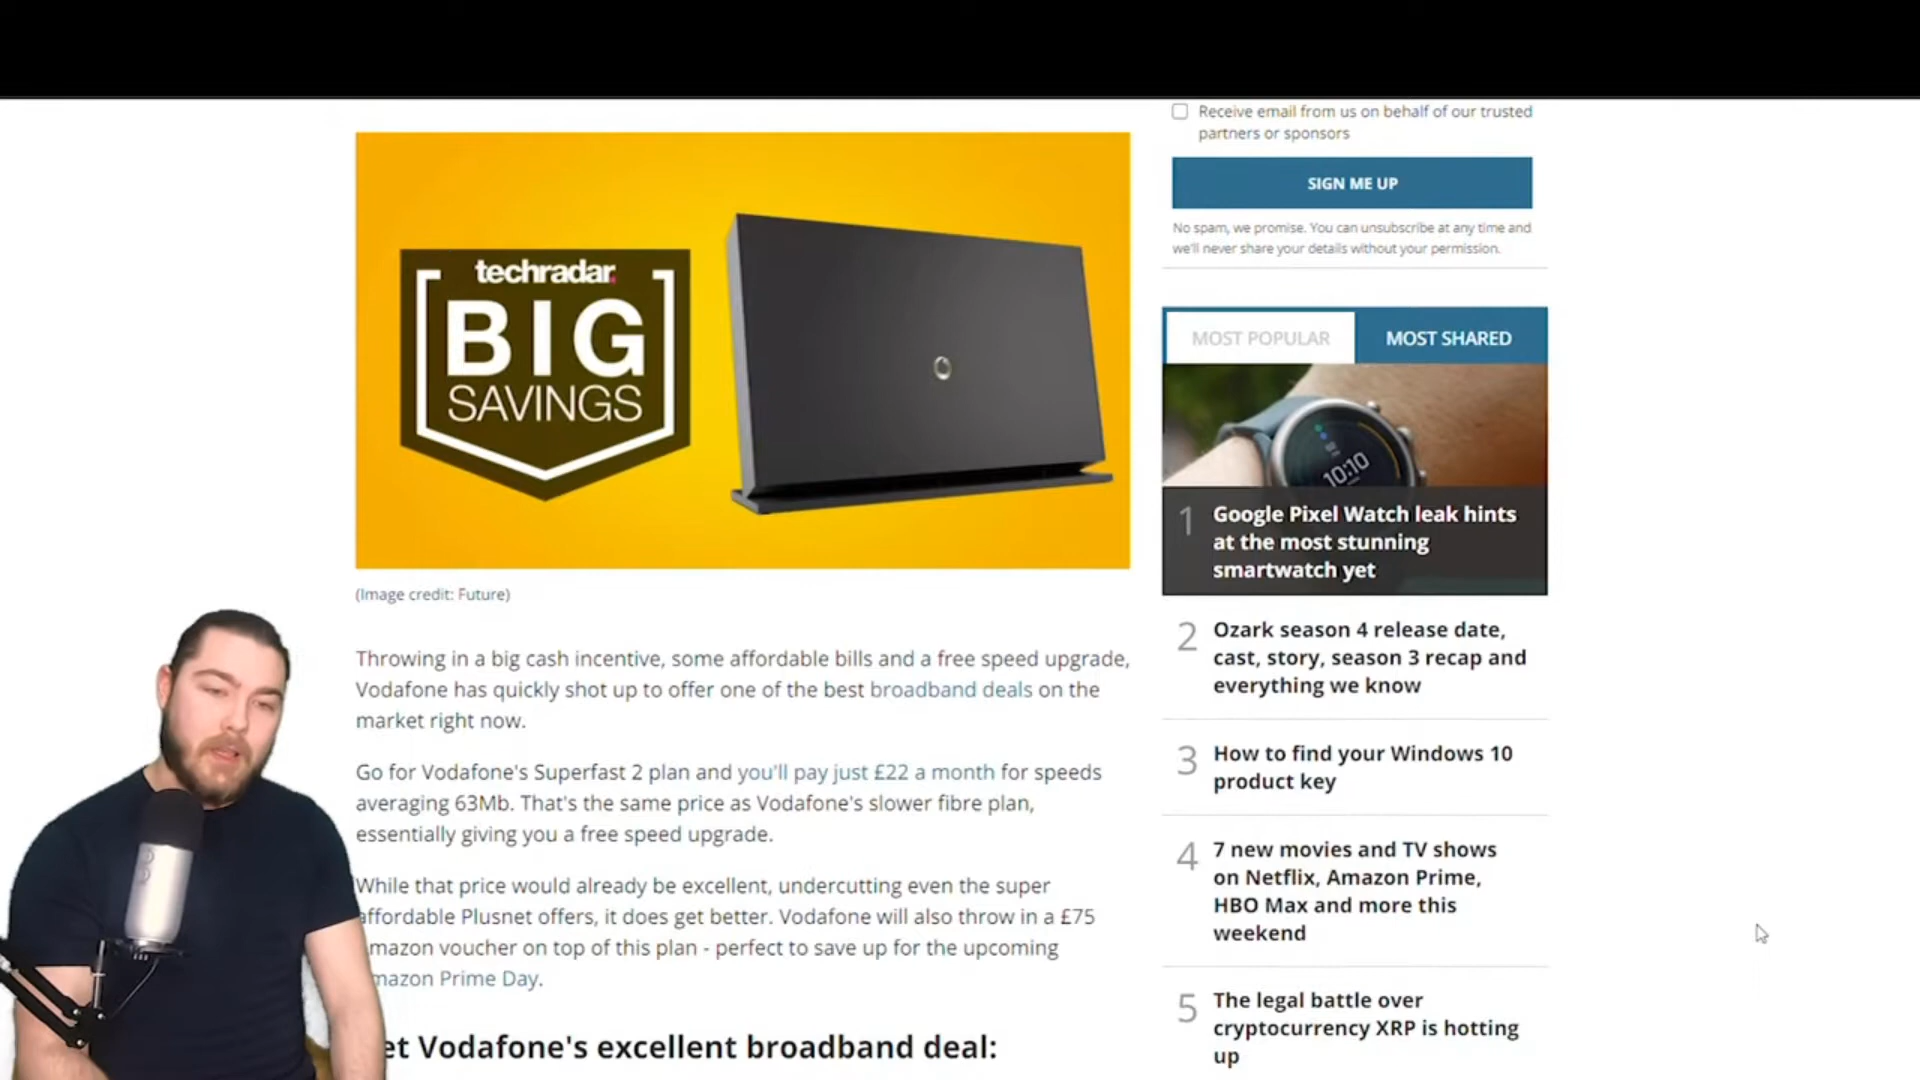 Receive email from us on behalf of our trusted
partners or sponsors
SIGN ME UP
No spam, we promise. You can unsubscribe at any time and
we'll never share your details without your permission.
techradar.
BIG
SAVINGS
(Image credit: Future)
Throwing in a big cash incentive, some affordable bills and a free speed upgrade,
Vodafone has quickly shot up to offer one of the best broadband deals on the
market right now.
Go for Vodafone's Superfast 2 plan and you'll pay just £22 a month for speeds
averaging 63Mb. That's the same price as Vodafone's slower fibre plan,
essentially giving you a free speed upgrade.
While that price would already be excellent, undercutting even the super
affordable Plusnet offers, it does get better. Vodafone will also throw in a £75
mazon voucher on top of this plan - perfect to save up for the upcoming
mazon Prime Day.
et Vodafone's excellent broadband deal:
MOST POPULAR
MOST SHARED
10:10
1 Google Pixel Watch leak hints
at the most stunning
smartwatch yet
2 Ozark season 4 release date,
cast, story, season 3 recap and
everything we know
3 How to find your Windows 10
product key
4 7 new movies and TV shows
on Netflix, Amazon Prime,
HBO Max and more this
weekend
5 The legal battle over
cryptocurrency XRP is hotting
up